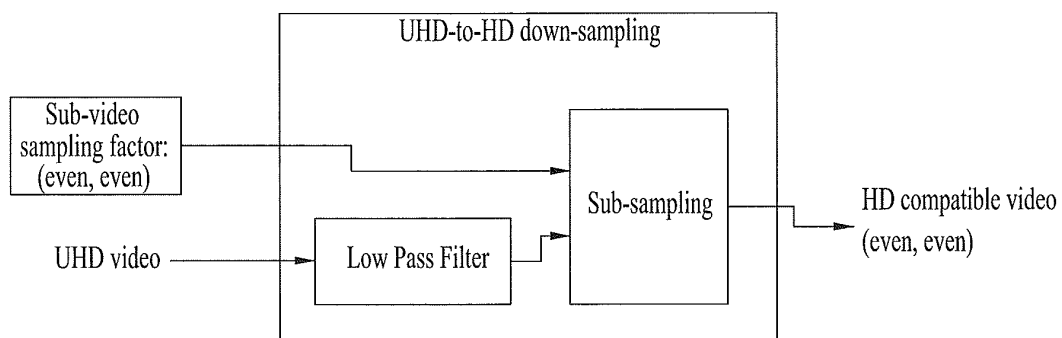 UHD-to-HD down-sampling
Sub-video
sampling factor:
(even, even)
Sub-sampling
HD compatible video
(even, even)
UHD video
Low Pass Filter